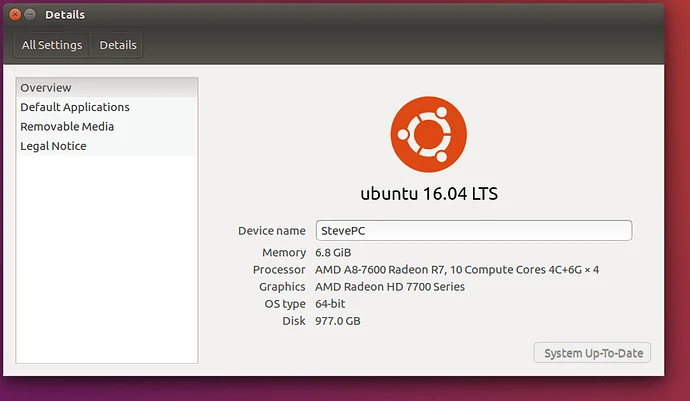 Details
All Settings Details
Overview
Default Applications
Removable Media
Legal Notice
ubuntu 16.04 LTS
Device name StevePC
Memory 6.8 GiB
Processor AMD A8-7600 Radeon R7, 10 Compute Cores 4C+6G × 4
Graphics AMD Radeon HD 7700 Series
OS type 64-bit
Disk 977.0 GB
System Up-To-Date